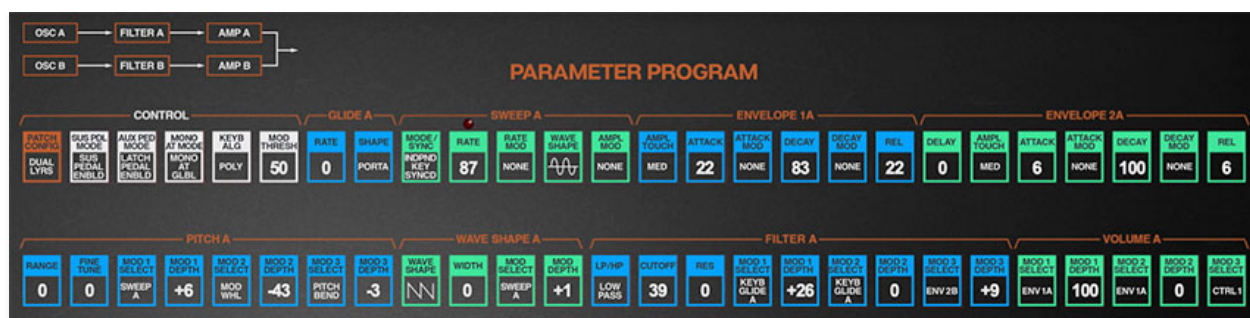 OSC A FILTER A AMP A
OSC B FILTER B AMP B
PARAMETER PROGRAM
CONTROL GLIDE A SWEEP A ENVELOPE 1A ENVELOPE 2A
PATCH CONFIG SUS PDL MODE AUX PED MODE MONO AT MODE KEYB ALG MOD THRESH RATE SHAPE MODE / SYNC RATE RATE MOD WAVE SHAPE AMPL MOD AMPL TOUCH ATTACK ATTACK MOD DECAY DECAY MOD REL DELAY AMPL TOUCH ATTACK ATTACK MOD DECAY DECAY MOD REL
DUAL LYRS SUS PEDAL ENBLD LATCH PEDAL ENBLD MONO AT GLBL POLY 50 0 PORTA INDPND KEY SYNCD 87 NONE NONE MED 22 NONE 83 NONE 22 0 MED 6 NONE 100 NONE 6
PITCH A WAVE SHAPE A FILTER A VOLUME A
RANGE FINE TUNE MOD 1 SELECT MOD 1 DEPTH MOD 2 SELECT MOD 2 DEPTH MOD 3 SELECT MOD 3 DEPTH WAVE SHAPE WIDTH MOD SELECT MOD DEPTH LP/HP CUTOFF RES MOD 1 SELECT MOD 1 DEPTH MOD 2 SELECT MOD 2 DEPTH MOD 3 SELECT MOD 3 DEPTH MOD 1 SELECT MOD 1 DEPTH MOD 2 SELECT MOD 2 DEPTH MOD 3 SELECT
0 0 SWEEP A +6 MOD WHL -43 PITCH BEND -3 0 SWEEP A +1 LOW PASS 39 0 KEYB GLIDE A +26 KEYB GLIDE A 0 ENV 2B +9 ENV 1A 100 ENV 1A 0 CTRL 1